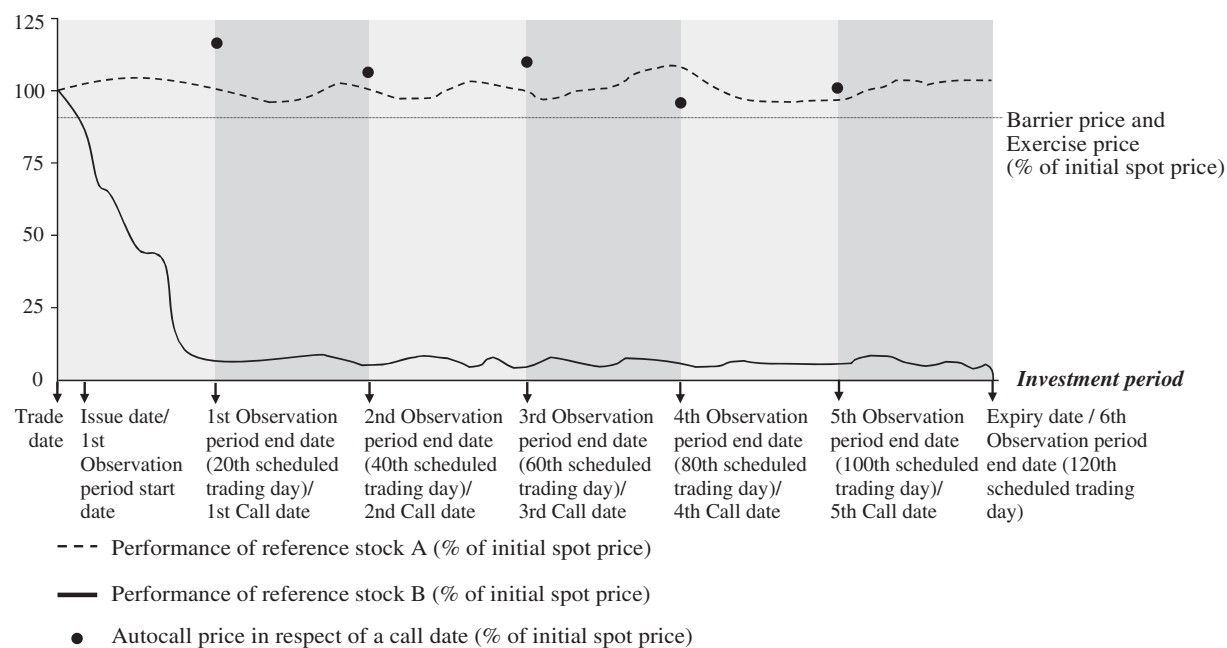 125
100
75
50
25
0
Barrier price and
Exercise price
(% of initial spot price)
Investment period
Trade
date
Issue date/
1st
Observation
period start
date
1st Observation
period end date
(20th scheduled
trading day)/
1st Call date
2nd Observation
period end date
(40th scheduled
trading day)/
2nd Call date
3rd Observation
period end date
(60th scheduled
trading day)/
3rd Call date
4th Observation
period end date
(80th scheduled
trading day)/
4th Call date
5th Observation
period end date
(100th scheduled
trading day)/
5th Call date
Expiry date / 6th
Observation period
end date (120th
scheduled trading
day)
Performance of reference stock A (% of initial spot price)
Performance of reference stock B (% of initial spot price)
Autocall price in respect of a call date (% of initial spot price)